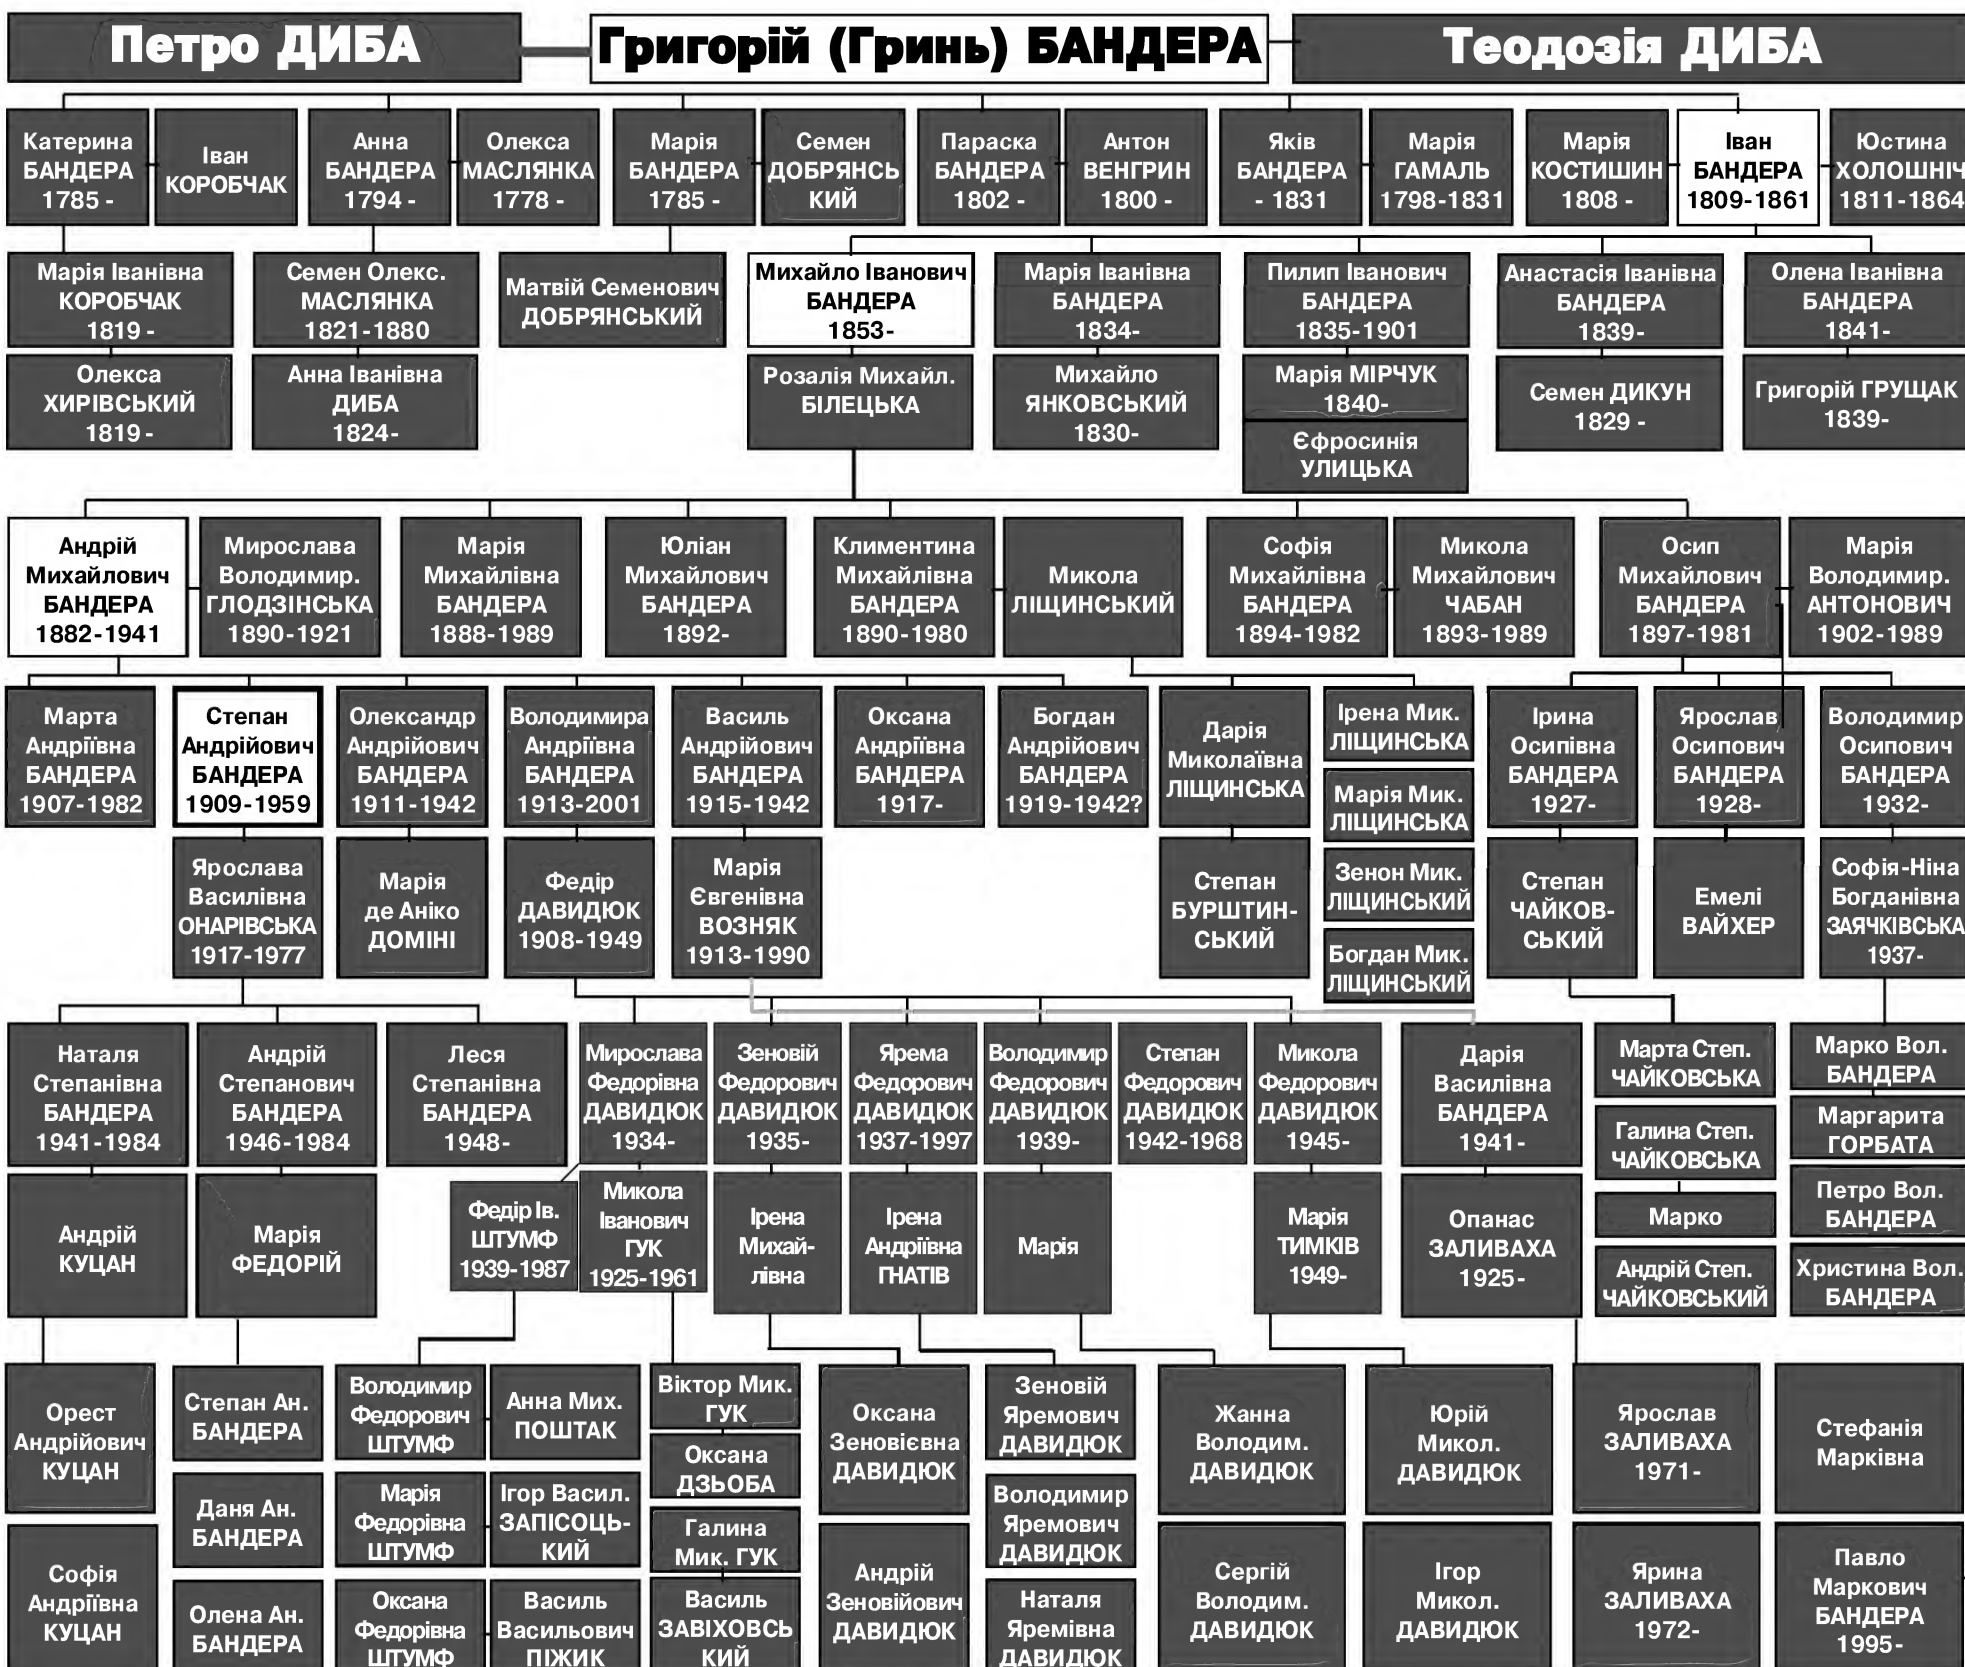 Петро ДИБА
Григорій (Гринь) БАНДЕРА
Теодозія ДИБА
Катерина
БАНДЕРА
1785 -
Іван
КОРОБЧАК
Анна
БАНДЕРА
1794 -
Олекса
МАСЛЯНКА
1778 -
Марія
БАНДЕРА
1785 -
Семен
ДОБРЯНСЬ
КИЙ
Параска
БАНДЕРА
1802 -
Антон
ВЕНГРИН
1800 -
Яків
БАНДЕРА
- 1831
Марія
ГАМАЛЬ
1798-1831
Марія
КОСТИШИН
1808 -
Іван
БАНДЕРА
1809-1861
Юстина
ХОЛОШНІЧ
1811-1864
Марія Іванівна
КОРОБЧАК
1819 -
Семен Олекс.
МАСЛЯНКА
1821-1880
Матвій Семенович
ДОБРЯНСЬКИЙ
Михайло Іванович
БАНДЕРА
1853-
Марія Іванівна
БАНДЕРА
1834-
Пилип Іванович
БАНДЕРА
1835-1901
Анастасія Іванівна
БАНДЕРА
1839-
Олена Іванівна
БАНДЕРА
1841-
Олекса
ХИРІВСЬКИЙ
1819 -
Анна Іванівна
ДИБА
1824-
Розалія Михайл.
БІЛЕЦЬКА
Михайло
ЯНКОВСЬКИЙ
1830-
Марія МІРЧУК
1840-
Єфросинія
УЛИЦЬКА
Семен ДИКУН
1829 -
Григорій ГРУЩАК
1839-
Андрій
Михайлович
БАНДЕРА
1882-1941
Мирослава
Володимир.
ГЛОДЗІНСЬКА
1890-1921
Марія
Михайлівна
БАНДЕРА
1888-1989
Юліан
Михайлович
БАНДЕРА
1892-
Климентина
Михайлівна
БАНДЕРА
1890-1980
Микола
ЛІЩИНСЬКИЙ
Софія
Михайлівна
БАНДЕРА
1894-1982
Микола
Михайлович
ЧАБАН
1893-1989
Осип
Михайлович
БАНДЕРА
1897-1981
Марія
Володимир.
АНТОНОВИЧ
1902-1989
Марта
Андріївна
БАНДЕРА
1907-1982
Степан
Андрійович
БАНДЕРА
1909-1959
Олександр
Андрійович
БАНДЕРА
1911-1942
Володимира
Андріївна
БАНДЕРА
1913-2001
Василь
Андрійович
БАНДЕРА
1915-1942
Оксана
Андріївна
БАНДЕРА
1917-
Богдан
Андрійович
БАНДЕРА
1919-1942?
Дарія
Миколаївна
ЛІЩИНСЬКА
Ірена Мик.
ЛІЩИНСЬКА
Марія Мик.
ЛІЩИНСЬКА
Зенон Мик.
ЛІЩИНСЬКИЙ
Богдан Мик.
ЛІЩИНСЬКИЙ
Ірина
Осипівна
БАНДЕРА
1927-
Ярослав
Осипович
БАНДЕРА
1928-
Володимир
Осипович
БАНДЕРА
1932-
Ярослава
Василівна
ОНАРІВСЬКА
1917-1977
Марія
де Аніко
ДОМІНІ
Федір
ДАВИДЮК
1908-1949
Марія
Євгенівна
ВОЗНЯК
1913-1990
Степан
БУРШТИН-
СЬКИЙ
Степан
ЧАЙКОВ-
СЬКИЙ
Емелі
ВАЙХЕР
Софія-Ніна
Богданівна
ЗАЯЧКІВСЬКА
1937-
Наталя
Степанівна
БАНДЕРА
1941-1984
Андрій
Степанович
БАНДЕРА
1946-1984
Леся
Степанівна
БАНДЕРА
1948-
Мирослава
Федорівна
ДАВИДЮК
1934-
Зеновій
Федорович
ДАВИДЮК
1935-
Ярема
Федорович
ДАВИДЮК
1937-1997
Володимир
Федорович
ДАВИДЮК
1939-
Степан
Федорович
ДАВИДЮК
1942-1968
Микола
Федорович
ДАВИДЮК
1945-
Дарія
Василівна
БАНДЕРА
1941-
Марта Степ.
ЧАЙКОВСЬКА
Галина Степ.
ЧАЙКОВСЬКА
Марко
Андрій Степ.
ЧАЙКОВСЬКИЙ
Марко Вол.
БАНДЕРА
Маргарита
ГОРБАТА
Петро Вол.
БАНДЕРА
Христина Вол.
БАНДЕРА
Андрій
КУЦАН
Марія
ФЕДОРІЙ
Федір Ів.
ШТУМФ
1939-1987
Микола
Іванович
ГУК
1925-1961
Ірена
Михай-
лівна
Ірена
Андріївна
ГНАТІВ
Марія
Марія
ТИМКІВ
1949-
Опанас
ЗАЛИВАХА
1925-
Орест
Андрійович
КУЦАН
Софія
Андріївна
КУЦАН
Степан Ан.
БАНДЕРА
Даня Ан.
БАНДЕРА
Олена Ан.
БАНДЕРА
Володимир
Федорович
ШТУМФ
Марія
Федорівна
ШТУМФ
Оксана
Федорівна
ШТУМФ
Анна Мих.
ПОШТАК
Ігор Васил.
ЗАПІСОЦЬ-
КИЙ
Василь
Васильович
ПІЖИК
Віктор Мик.
ГУК
Оксана
ДЗЬОБА
Галина
Мик. ГУК
Василь
ЗАВІХОВСЬ
КИЙ
Оксана
Зеновієвна
ДАВИДЮК
Андрій
Зеновійович
ДАВИДЮК
Зеновій
Яремович
ДАВИДЮК
Володимир
Яремович
ДАВИДЮК
Наталя
Яремівна
ДАВИДЮК
Жанна
Володим.
ДАВИДЮК
Сергій
Володим.
ДАВИДЮК
Юрій
Микол.
ДАВИДЮК
Ігор
Микол.
ДАВИДЮК
Ярослав
ЗАЛИВАХА
1971-
Ярина
ЗАЛИВАХА
1972-
Стефанія
Марківна
Павло
Маркович
БАНДЕРА
1995-